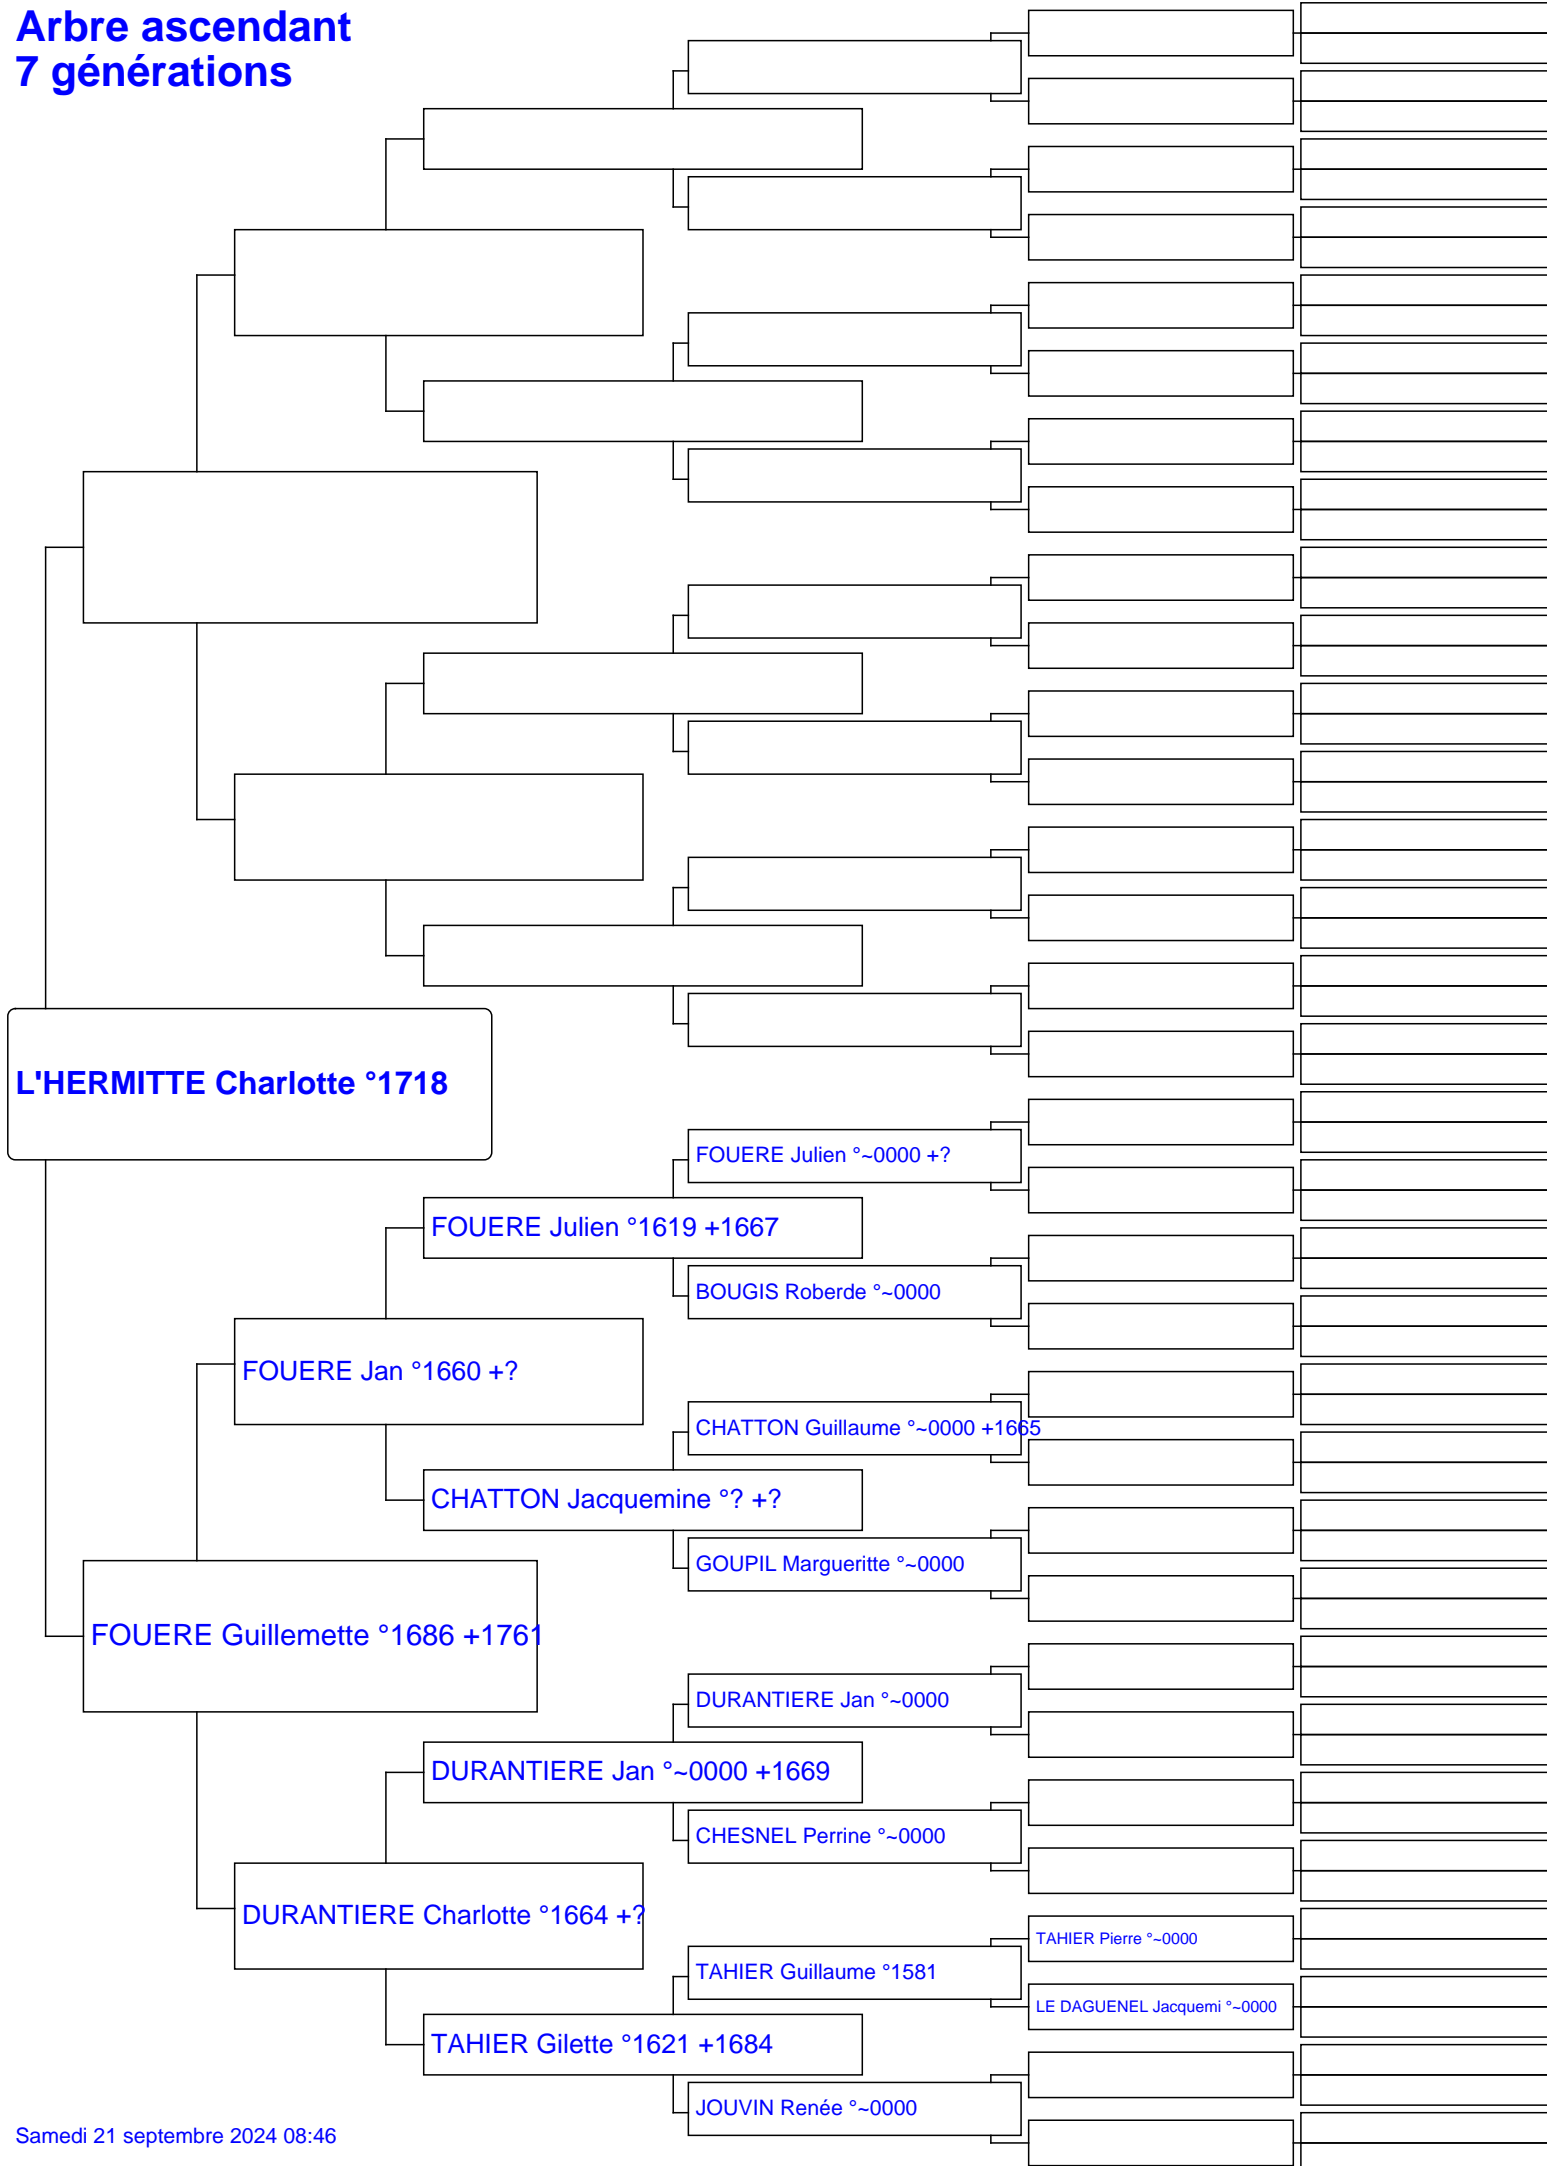 Arbre ascendant
7 générations
L'HERMITTE Charlotte °1718
FOUERE Julien °~0000 +?
FOUERE Julien °1619 +1667
BOUGIS Roberde °~0000
FOUERE Jan °1660 +?
CHATTON Guillaume °~0000 +1665
CHATTON Jacquemine °? +?
GOUPIL Margueritte °~0000
FOUERE Guillemette °1686 +1761
DURANTIERE Jan °~0000
DURANTIERE Jan °~0000 +1669
CHESNEL Perrine °~0000
DURANTIERE Charlotte °1664 +?
TAHIER Pierre °~0000
TAHIER Guillaume °1581
LE DAGUENEL Jacquemi °~0000
TAHIER Gilette °1621 +1684
JOUVIN Renée °~0000
Samedi 21 septembre 2024 08:46